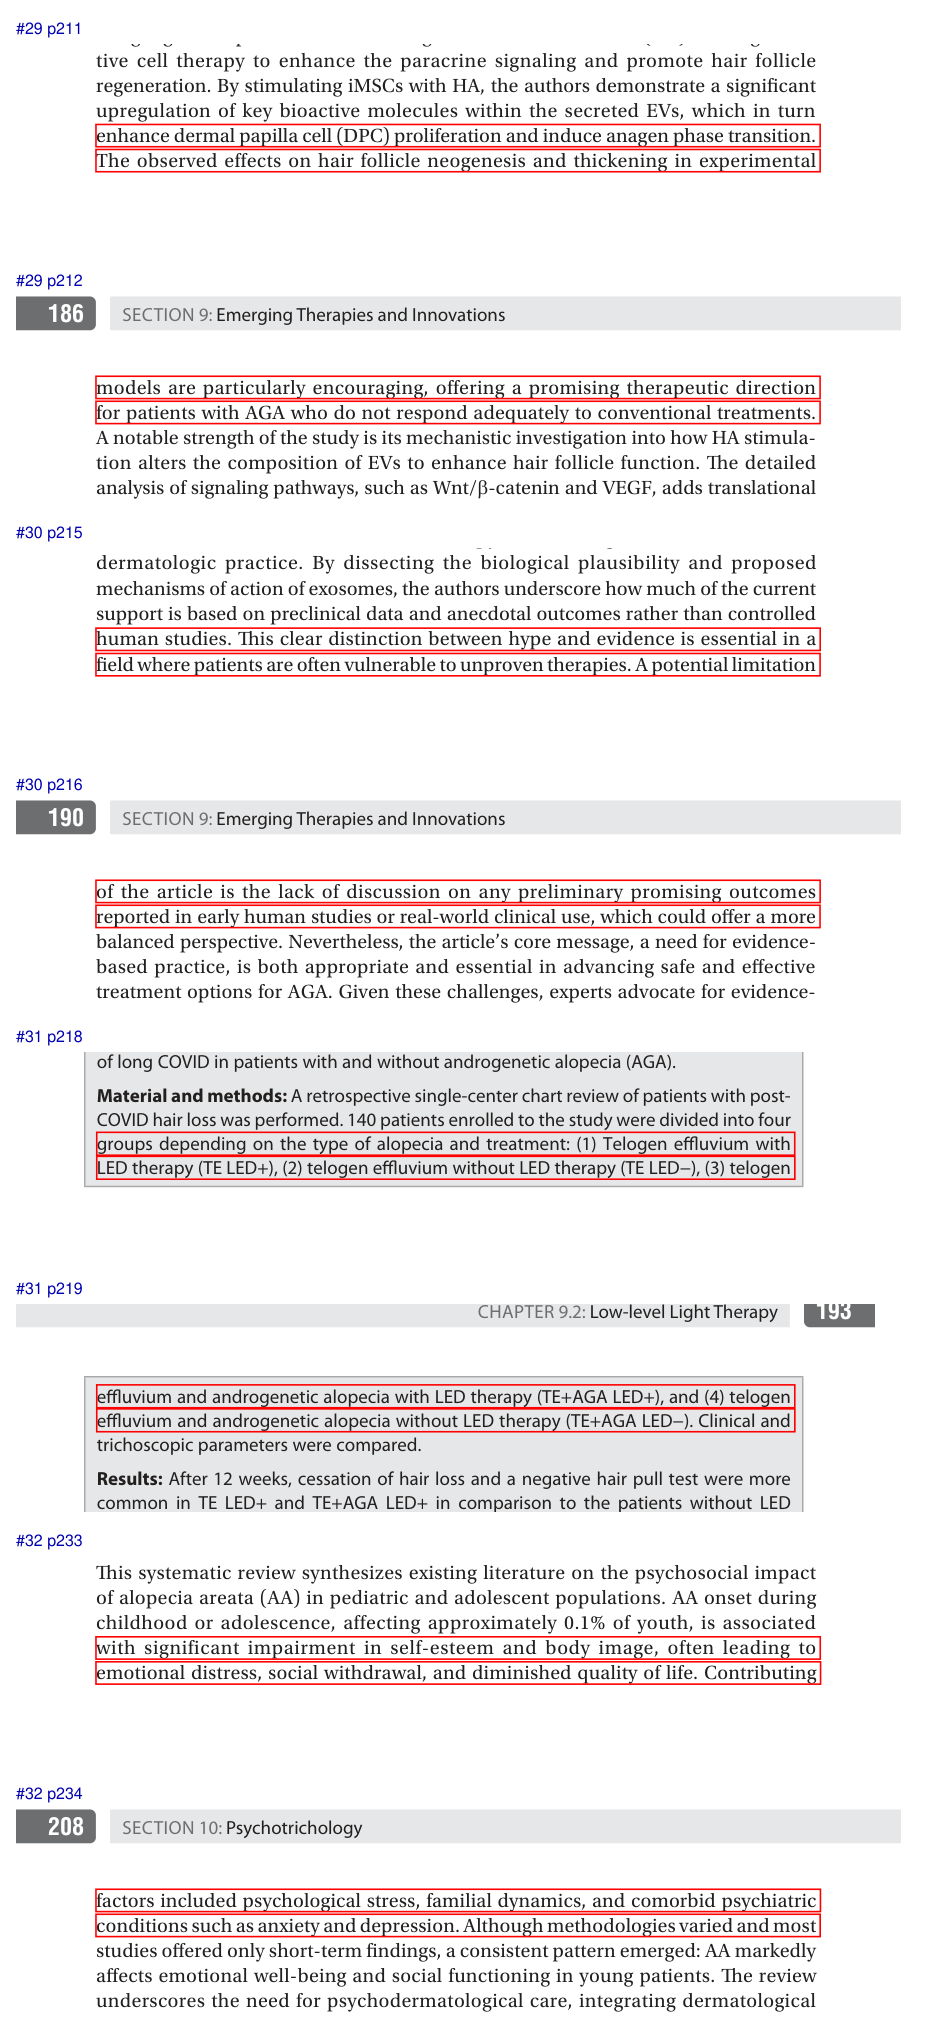 #29 p211
tive cell therapy to enhance the paracrine signaling and promote hair follicle
regeneration. By stimulating iMSCs with HA, the authors demonstrate a significant
upregulation of key bioactive molecules within the secreted EVs, which in turn
enhance dermal papilla cell (DPC) proliferation and induce anagen phase transition.
The observed effects on hair follicle neogenesis and thickening in experimental
#29 p212
186 SECTION 9: Emerging Therapies and Innovations
models are particularly encouraging, offering a promising therapeutic direction
for patients with AGA who do not respond adequately to conventional treatments.
A notable strength of the study is its mechanistic investigation into how HA stimula-
tion alters the composition of EVs to enhance hair follicle function. The detailed
analysis of signaling pathways, such as Wnt/β-catenin and VEGF, adds translational
#30 p215
dermatologic practice. By dissecting the biological plausibility and proposed
mechanisms of action of exosomes, the authors underscore how much of the current
support is based on preclinical data and anecdotal outcomes rather than controlled
human studies. This clear distinction between hype and evidence is essential in a
field where patients are often vulnerable to unproven therapies. A potential limitation
#30 p216
190 SECTION 9: Emerging Therapies and Innovations
of the article is the lack of discussion on any preliminary promising outcomes
reported in early human studies or real-world clinical use, which could offer a more
balanced perspective. Nevertheless, the article's core message, a need for evidence-
based practice, is both appropriate and essential in advancing safe and effective
treatment options for AGA. Given these challenges, experts advocate for evidence-
#31 p218
of long COVID in patients with and without androgenetic alopecia (AGA).
Material and methods: A retrospective single-center chart review of patients with post-
COVID hair loss was performed. 140 patients enrolled to the study were divided into four
groups depending on the type of alopecia and treatment: (1) Telogen effluvium with
LED therapy (TE LED+), (2) telogen effluvium without LED therapy (TE LED−), (3) telogen
#31 p219
CHAPTER 9.2: Low-level Light Therapy 193
effluvium and androgenetic alopecia with LED therapy (TE+AGA LED+), and (4) telogen
effluvium and androgenetic alopecia without LED therapy (TE+AGA LED−). Clinical and
trichoscopic parameters were compared.
Results: After 12 weeks, cessation of hair loss and a negative hair pull test were more
common in TE LED+ and TE+AGA LED+ in comparison to the patients without LED
#32 p233
This systematic review synthesizes existing literature on the psychosocial impact
of alopecia areata (AA) in pediatric and adolescent populations. AA onset during
childhood or adolescence, affecting approximately 0.1% of youth, is associated
with significant impairment in self-esteem and body image, often leading to
emotional distress, social withdrawal, and diminished quality of life. Contributing
#32 p234
208 SECTION 10: Psychotrichology
factors included psychological stress, familial dynamics, and comorbid psychiatric
conditions such as anxiety and depression. Although methodologies varied and most
studies offered only short-term findings, a consistent pattern emerged: AA markedly
affects emotional well-being and social functioning in young patients. The review
underscores the need for psychodermatological care, integrating dermatological